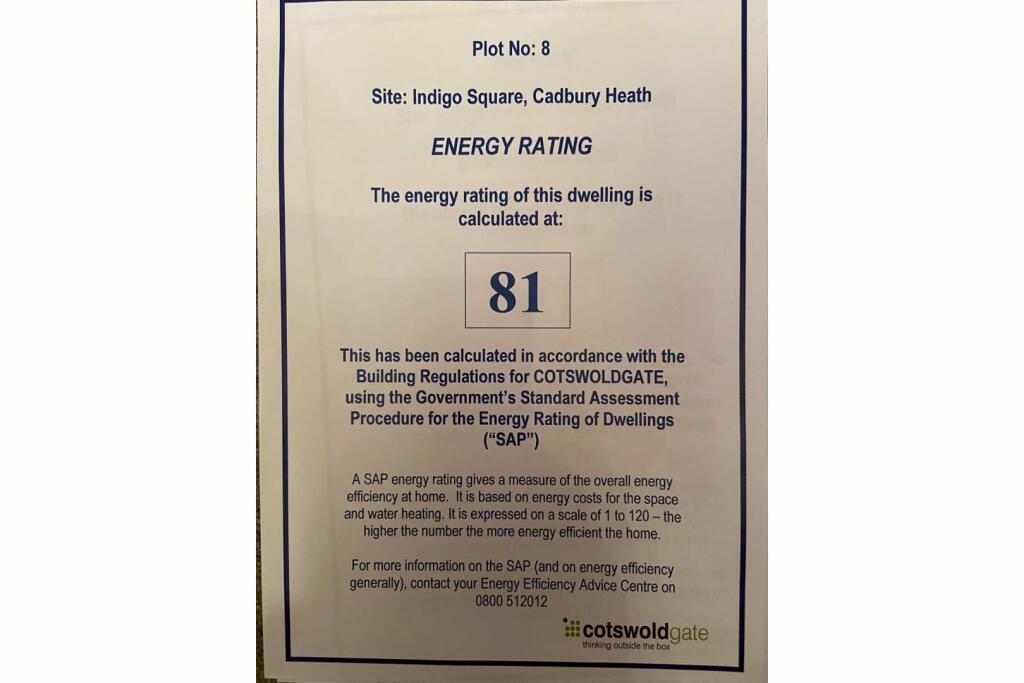 Plot No: 8
Site: Indigo Square, Cadbury Heath
ENERGY RATING
The energy rating of this dwelling is
calculated at:
81
This has been calculated in accordance with the
Building Regulations for COTSWOLDGATE,
using the Government's Standard Assessment
Procedure for the Energy Rating of Dwellings
(“SAP”)
A SAP energy rating gives a measure of the overall energy
efficiency at home. It is based on energy costs for the space
and water heating. It is expressed on a scale of 1 to 120 – the
higher the number the more energy efficient the home.
For more information on the SAP (and on energy efficiency
generally), contact your Energy Efficiency Advice Centre on
0800 512012
cotswoldgate
thinking outside the box